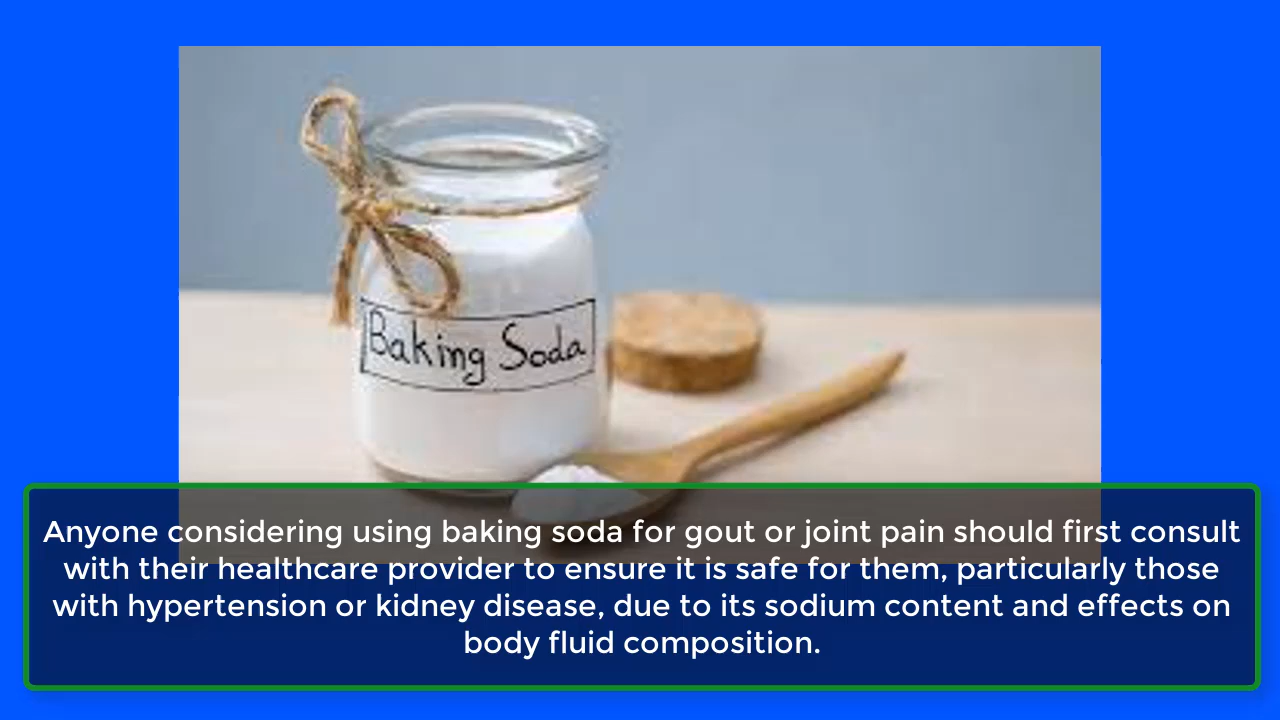 Baking Soda
Anyone considering using baking soda for gout or joint pain should first consult
with their healthcare provider to ensure it is safe for them, particularly those
with hypertension or kidney disease, due to its sodium content and effects on
body fluid composition.